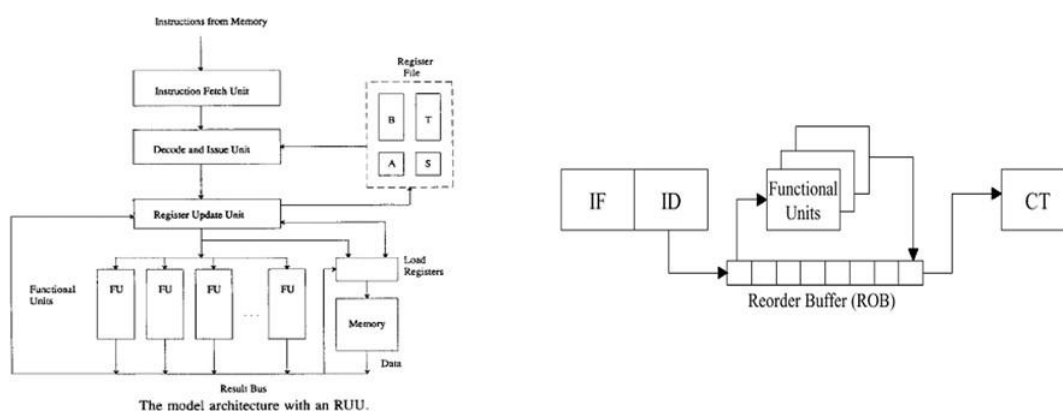 Instructions from Memory
Instruction Fetch Unit
Register
File
B
T
A
S
Decode and Issue Unit
Register Update Unit
Load
Registers
Functional
Units
FU
FU
FU
...
FU
Memory
Data
Result Bus
The model architecture with an RUU.
IF
ID
Functional
Units
CT
Reorder Buffer (ROB)